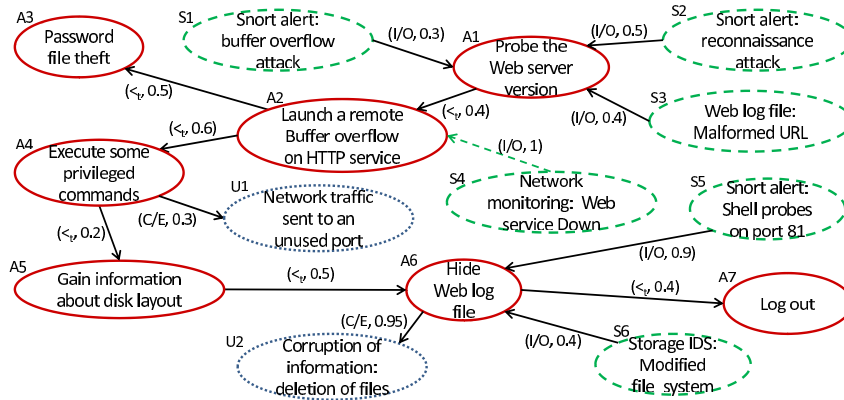 A3
Password
file theft
S1
Snort alert:
buffer overflow
attack
(I/O, 0.3)
A1
Probe the
Web server
version
(I/O, 0.5)
S2
Snort alert:
reconnaissance
attack
(<t, 0.5)
A2
Launch a remote
Buffer overflow
on HTTP service
(<t, 0.4)
(I/O, 0.4)
S3
Web log file:
Malformed URL
A4
Execute some
privileged
commands
(<t, 0.6)
(I/O, 1)
U1
Network traffic
sent to an
unused port
(C/E, 0.3)
S4
Network
monitoring: Web
service Down
S5
Snort alert:
Shell probes
on port 81
(<t, 0.2)
(I/O, 0.9)
A5
Gain information
about disk layout
(<t, 0.5)
A6
Hide
Web log
file
(<t, 0.4)
A7
Log out
(C/E, 0.95)
(I/O, 0.4)
U2
Corruption of
information:
deletion of files
S6
Storage IDS:
Modified
file_system